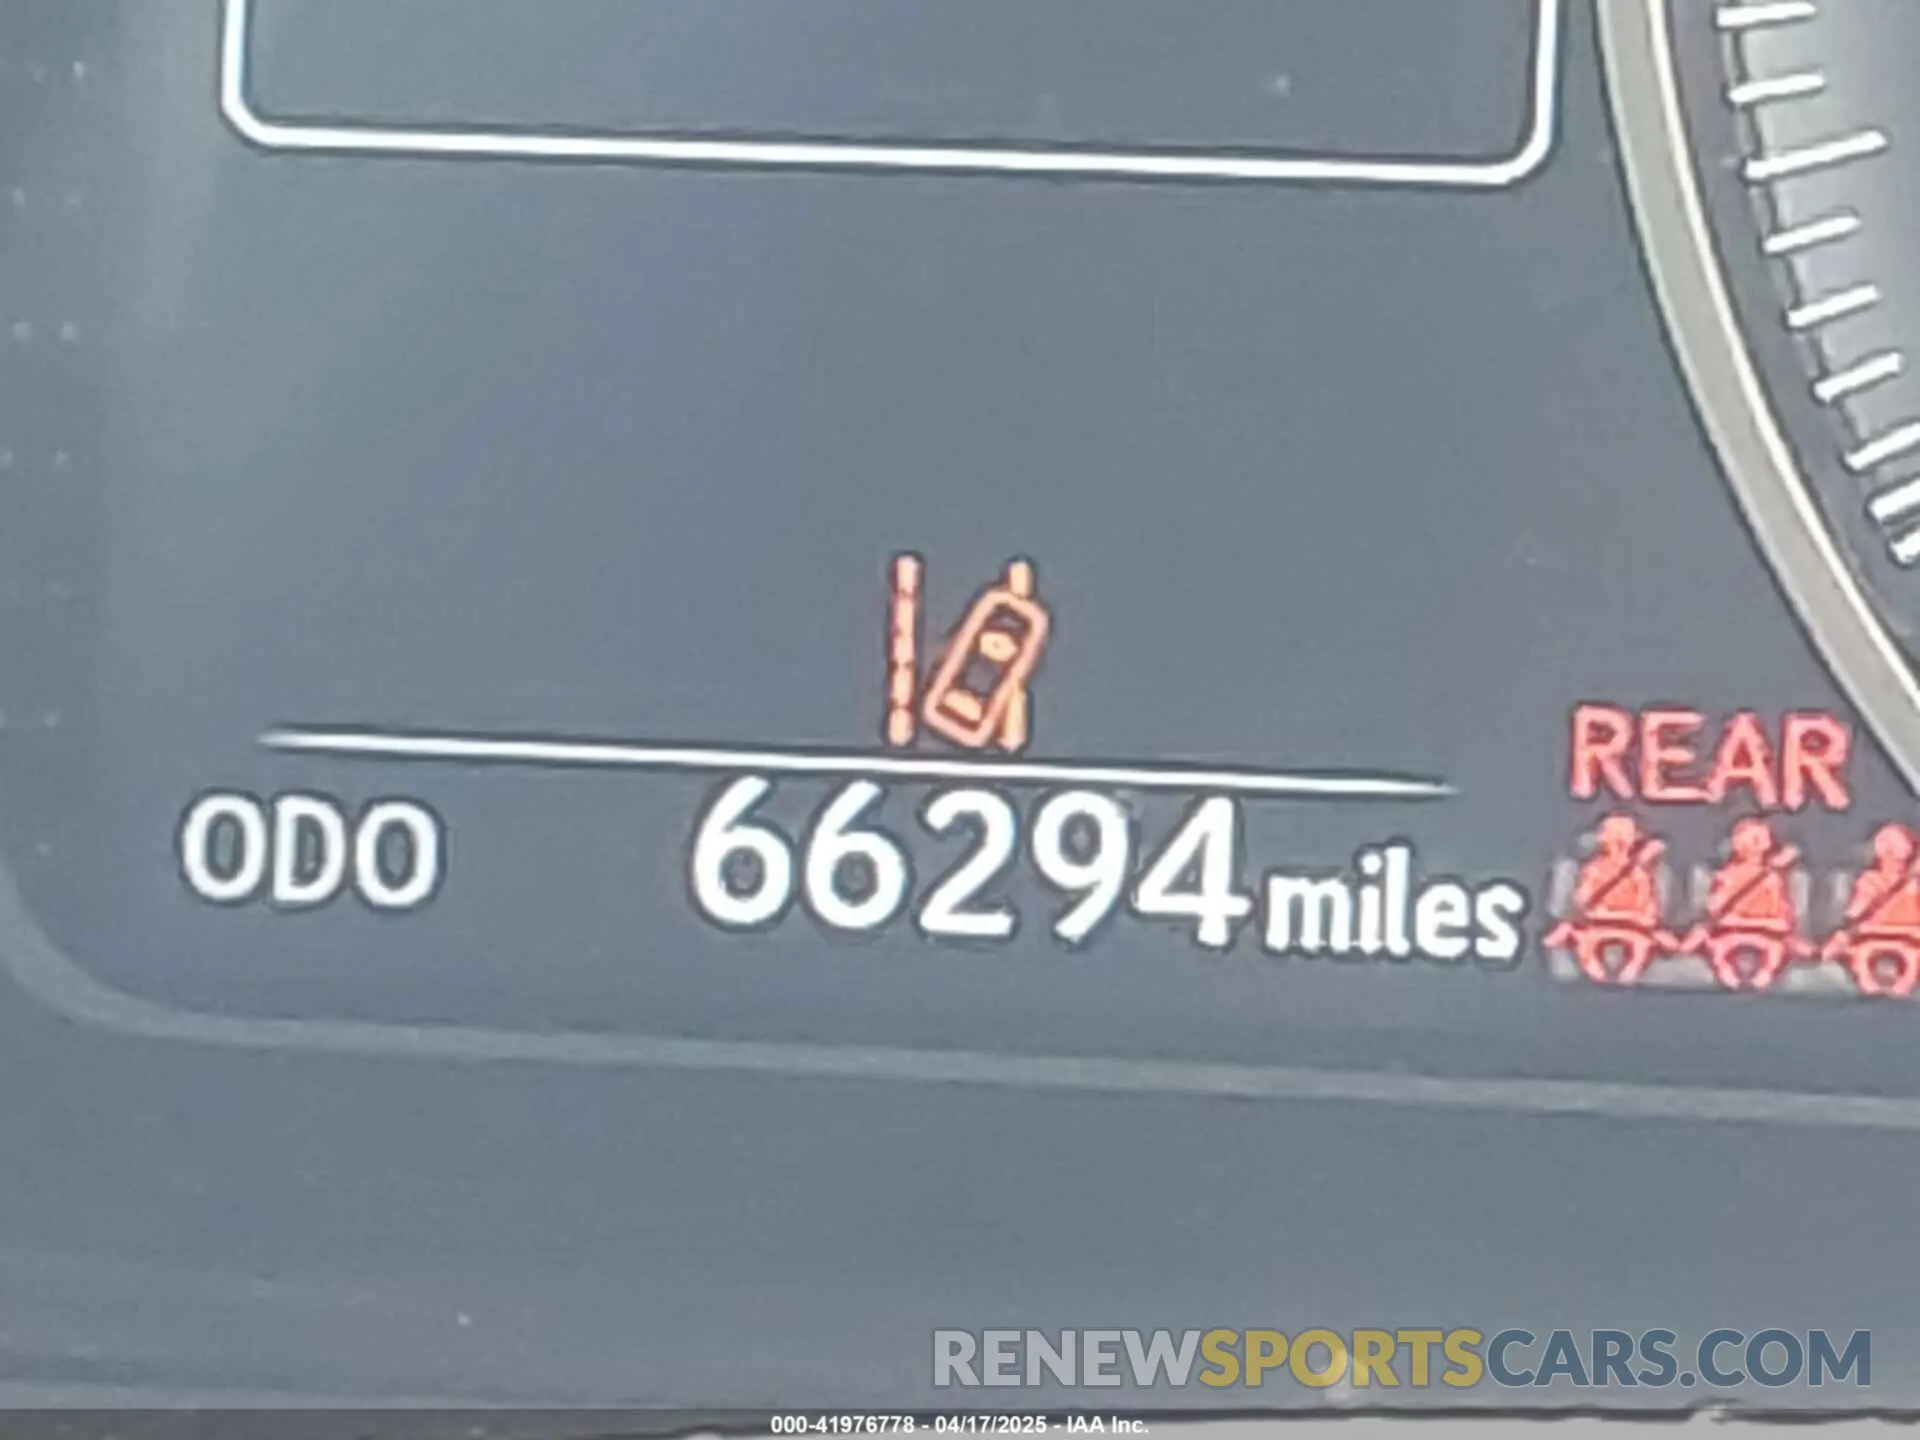 REAR
ODO 66294 miles
RENEWSPORTSCARS.COM
000-41976778 - 04/17/2025 - IAA Inc.